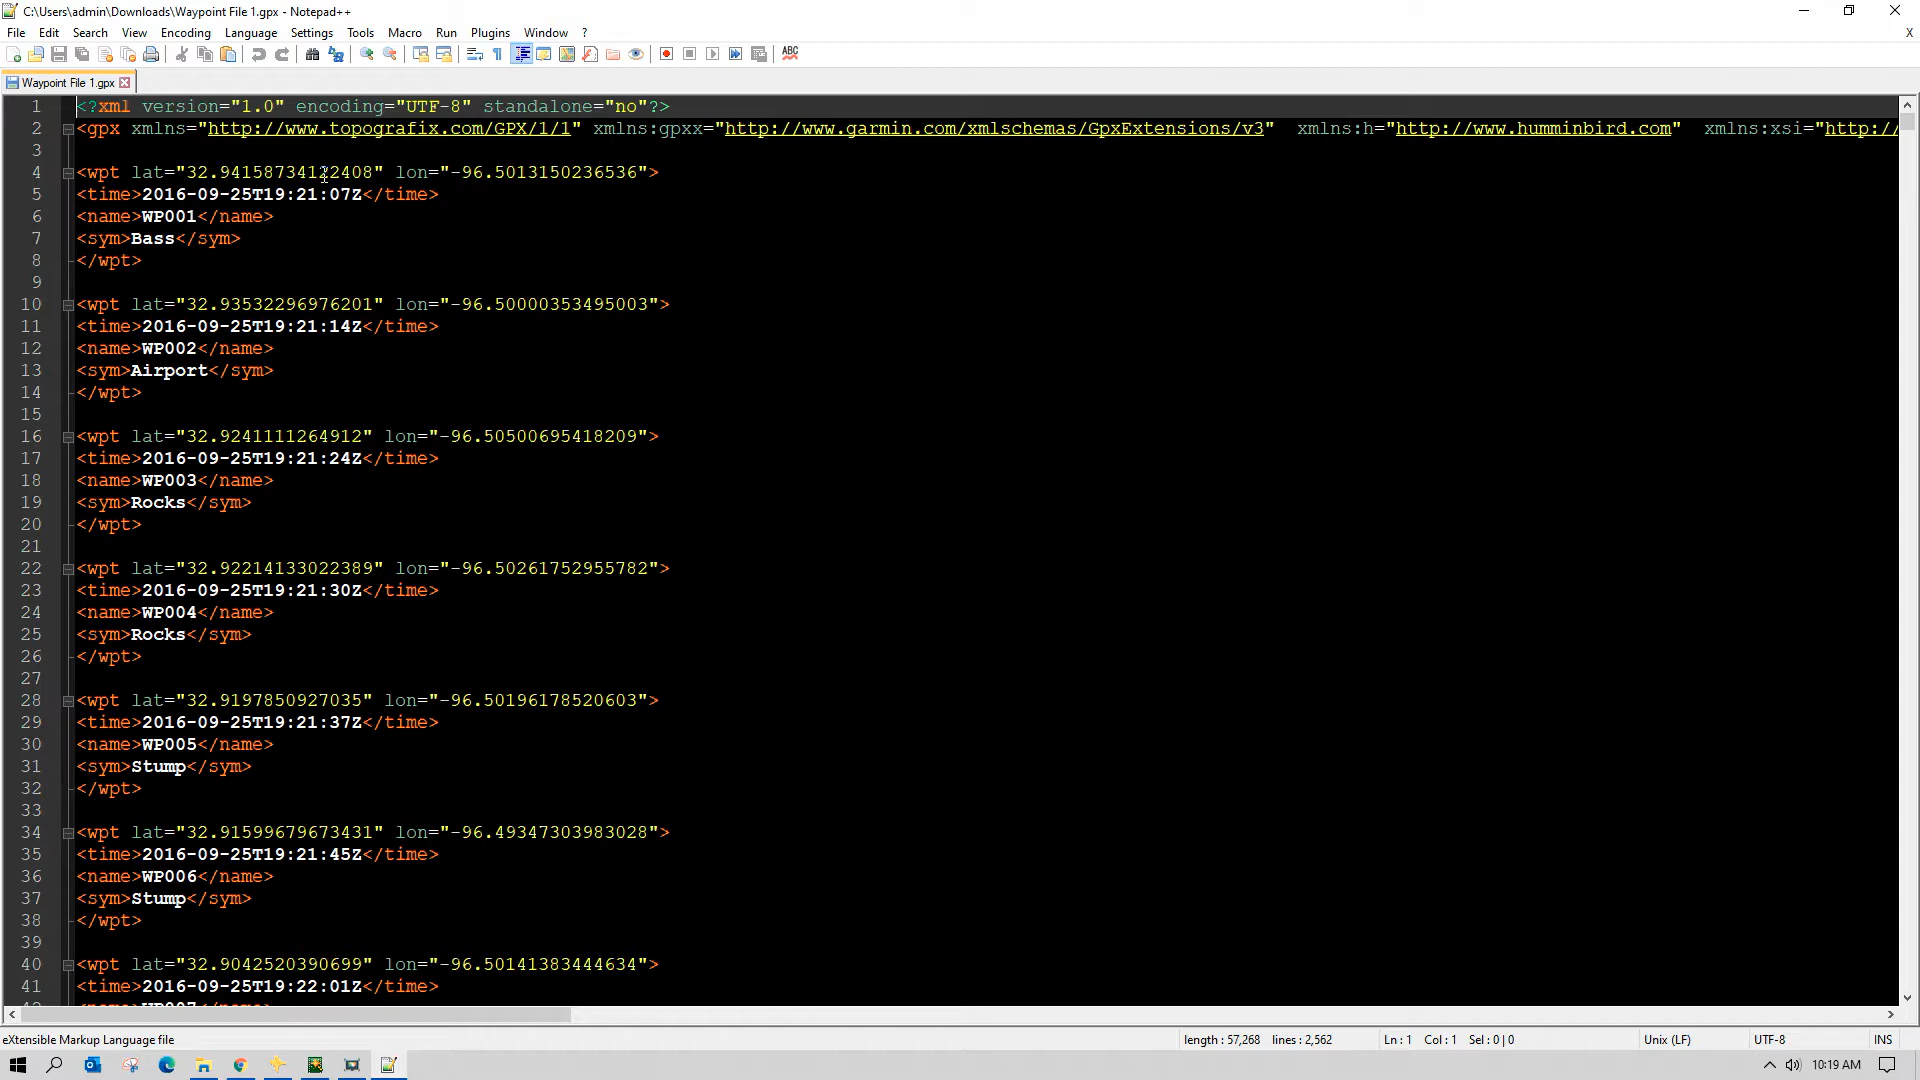 C:\Users\admin\Downloads\Waypoint File 1.gpx - Notepad++
File Edit Search View Encoding Language Settings Tools Macro Run Plugins Window ? X
ABC
Waypoint File 1.gpx
1 <?xml version="1.0" encoding="UTF-8" standalone="no"?>
2 <gpx xmlns="http://www.topografix.com/GPX/1/1" xmlns:gpxx="http://www.garmin.com/xmlschemas/GpxExtensions/v3" xmlns:h="http://www.humminbird.com" xmlns:xsi="http://
3
4 <wpt lat="32.94158734122408" lon="-96.5013150236536">
5 <time>2016-09-25T19:21:07Z</time>
6 <name>WP001</name>
7 <sym>Bass</sym>
8 </wpt>
9
10 <wpt lat="32.93532296976201" lon="-96.50000353495003">
11 <time>2016-09-25T19:21:14Z</time>
12 <name>WP002</name>
13 <sym>Airport</sym>
14 </wpt>
15
16 <wpt lat="32.9241111264912" lon="-96.50500695418209">
17 <time>2016-09-25T19:21:24Z</time>
18 <name>WP003</name>
19 <sym>Rocks</sym>
20 </wpt>
21
22 <wpt lat="32.92214133022389" lon="-96.50261752955782">
23 <time>2016-09-25T19:21:30Z</time>
24 <name>WP004</name>
25 <sym>Rocks</sym>
26 </wpt>
27
28 <wpt lat="32.9197850927035" lon="-96.50196178520603">
29 <time>2016-09-25T19:21:37Z</time>
30 <name>WP005</name>
31 <sym>Stump</sym>
32 </wpt>
33
34 <wpt lat="32.91599679673431" lon="-96.49347303983028">
35 <time>2016-09-25T19:21:45Z</time>
36 <name>WP006</name>
37 <sym>Stump</sym>
38 </wpt>
39
40 <wpt lat="32.9042520390699" lon="-96.50141383444634">
41 <time>2016-09-25T19:22:01Z</time>
eXtensible Markup Language file length : 57,268 lines : 2,562 Ln : 1 Col : 1 Sel : 0 | 0 Unix (LF) UTF-8 INS
10:19 AM